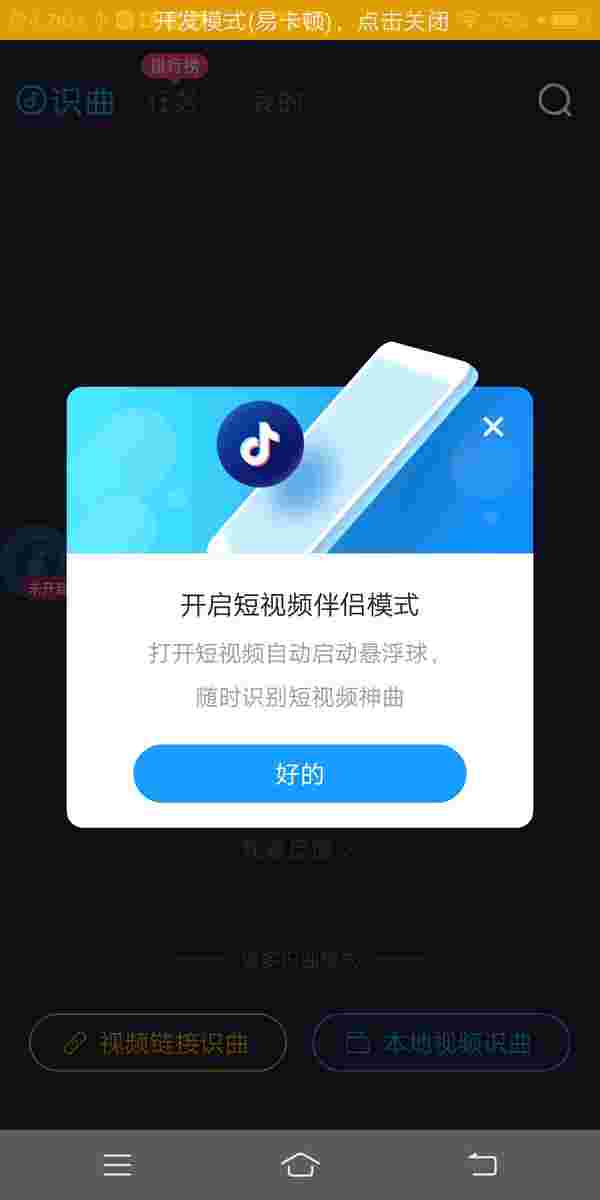 开发模式(易卡顿)，点击关闭
排行榜
识曲
我的
开启短视频伴侣模式
打开短视频自动启动悬浮球，
随时识别短视频神曲
好的
视频链接识曲
本地视频识曲